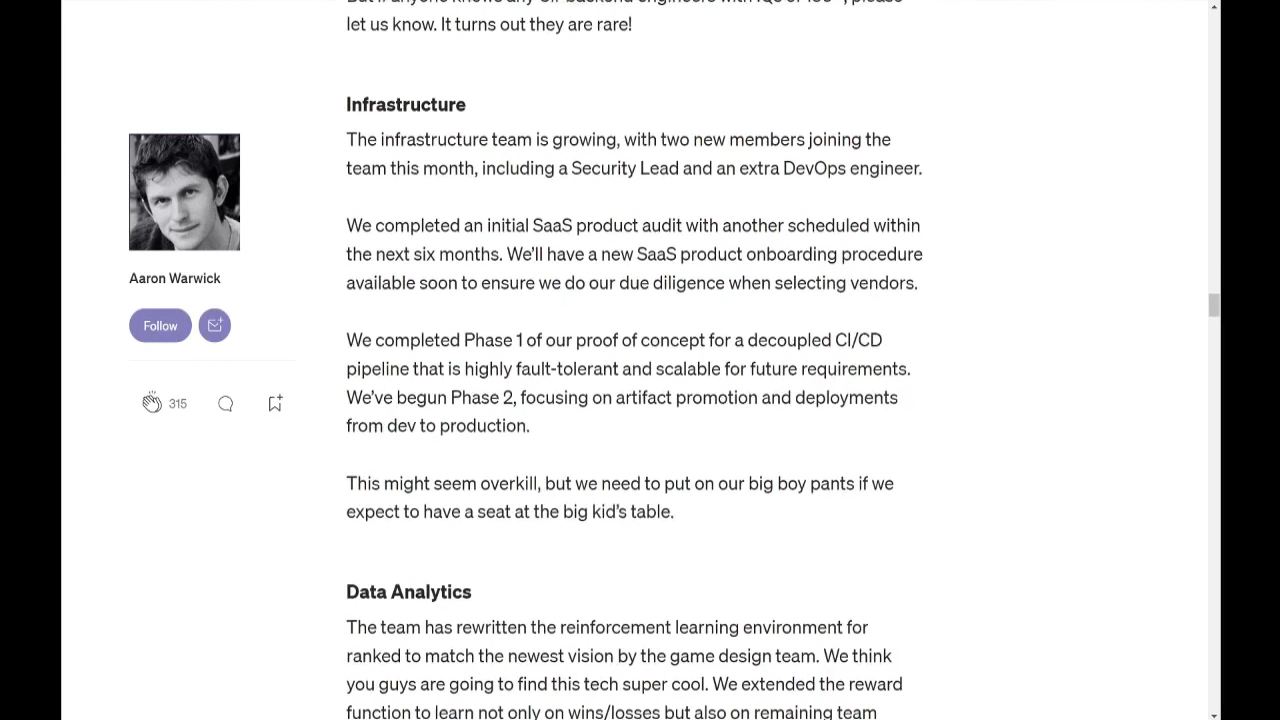 let us know. It turns out they are rare!
Infrastructure
The infrastructure team is growing, with two new members joining the
team this month, including a Security Lead and an extra DevOps engineer.
We completed an initial SaaS product audit with another scheduled within
the next six months. We’ll have a new SaaS product onboarding procedure
available soon to ensure we do our due diligence when selecting vendors.
Aaron Warwick
Follow
315
We completed Phase 1 of our proof of concept for a decoupled CI/CD
pipeline that is highly fault-tolerant and scalable for future requirements.
We’ve begun Phase 2, focusing on artifact promotion and deployments
from dev to production.
This might seem overkill, but we need to put on our big boy pants if we
expect to have a seat at the big kid’s table.
Data Analytics
The team has rewritten the reinforcement learning environment for
ranked to match the newest vision by the game design team. We think
you guys are going to find this tech super cool. We extended the reward
function to learn not only on wins/losses but also on remaining team